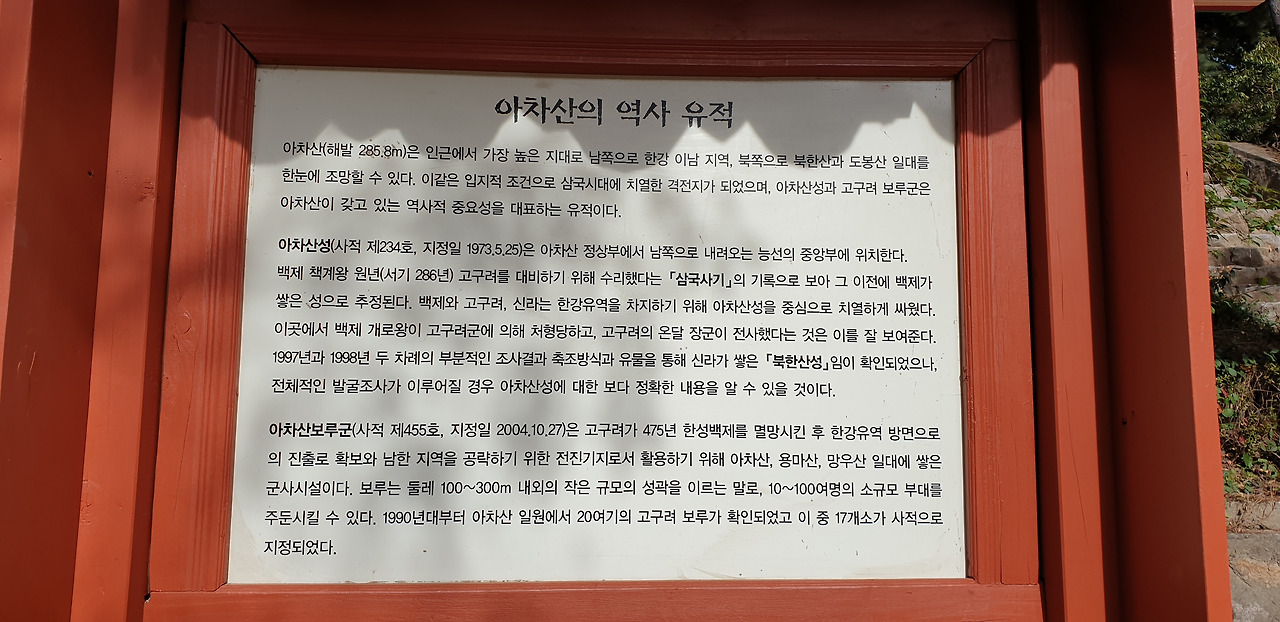 아차산의 역사 유적
아차산(해발 285.8m)은 인근에서 가장 높은 지대로 남쪽으로 한강 이남 지역, 북쪽으로 북한산과 도봉산 일대를
한눈에 조망할 수 있다. 이같은 입지적 조건으로 삼국시대에 치열한 격전지가 되었으며, 아차산성과 고구려 보루군은
아차산이 갖고 있는 역사적 중요성을 대표하는 유적이다.
아차산성(사적 제234호, 지정일 1973.5.25)은 아차산 정상부에서 남쪽으로 내려오는 능선의 중앙부에 위치한다.
백제 책계왕 원년(서기 286년) 고구려를 대비하기 위해 수리했다는 「삼국사기」의 기록으로 보아 그 이전에 백제가
쌓은 성으로 추정된다. 백제와 고구려, 신라는 한강유역을 차지하기 위해 아차산성을 중심으로 치열하게 싸웠다.
이곳에서 백제 개로왕이 고구려군에 의해 처형당하고, 고구려의 온달 장군이 전사했다는 것은 이를 잘 보여준다.
1997년과 1998년 두 차례의 부분적인 조사결과 축조방식과 유물을 통해 신라가 쌓은 「북한산성」임이 확인되었으나,
전체적인 발굴조사가 이루어질 경우 아차산성에 대한 보다 정확한 내용을 알 수 있을 것이다.
아차산보루군(사적 제455호, 지정일 2004.10.27)은 고구려가 475년 한성백제를 멸망시킨 후 한강유역 방면으로
의 진출로 확보와 남한 지역을 공략하기 위한 전진기지로서 활용하기 위해 아차산, 용마산, 망우산 일대에 쌓은
군사시설이다. 보루는 둘레 100~300m 내외의 작은 규모의 성곽을 이르는 말로, 10~100여명의 소규모 부대를
주둔시킬 수 있다. 1990년대부터 아차산 일원에서 20여기의 고구려 보루가 확인되었고 이 중 17개소가 사적으로
지정되었다.